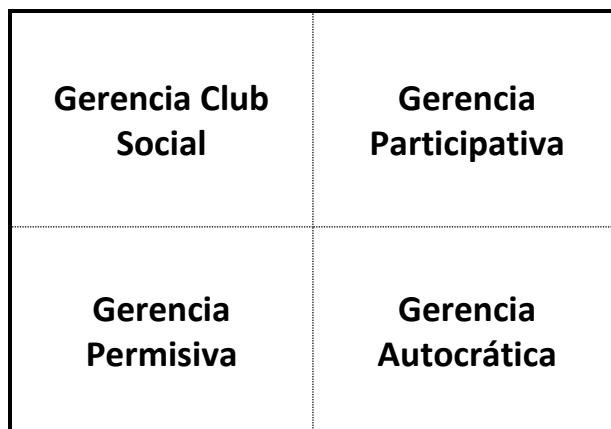 Gerencia Club
Social
Gerencia
Participativa
Gerencia
Permisiva
Gerencia
Autocrática